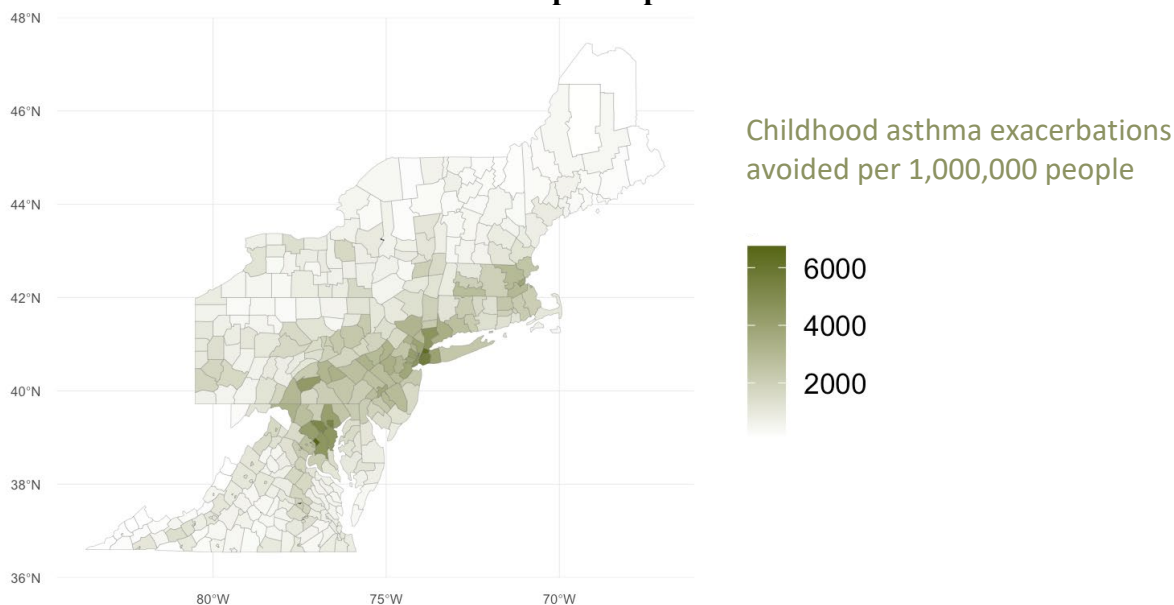 48°N
46°N
44°N
42°N
40°N
38°N
36°N
80°W 75°W 70°W
Childhood asthma exacerbations
avoided per 1,000,000 people
6000
4000
2000